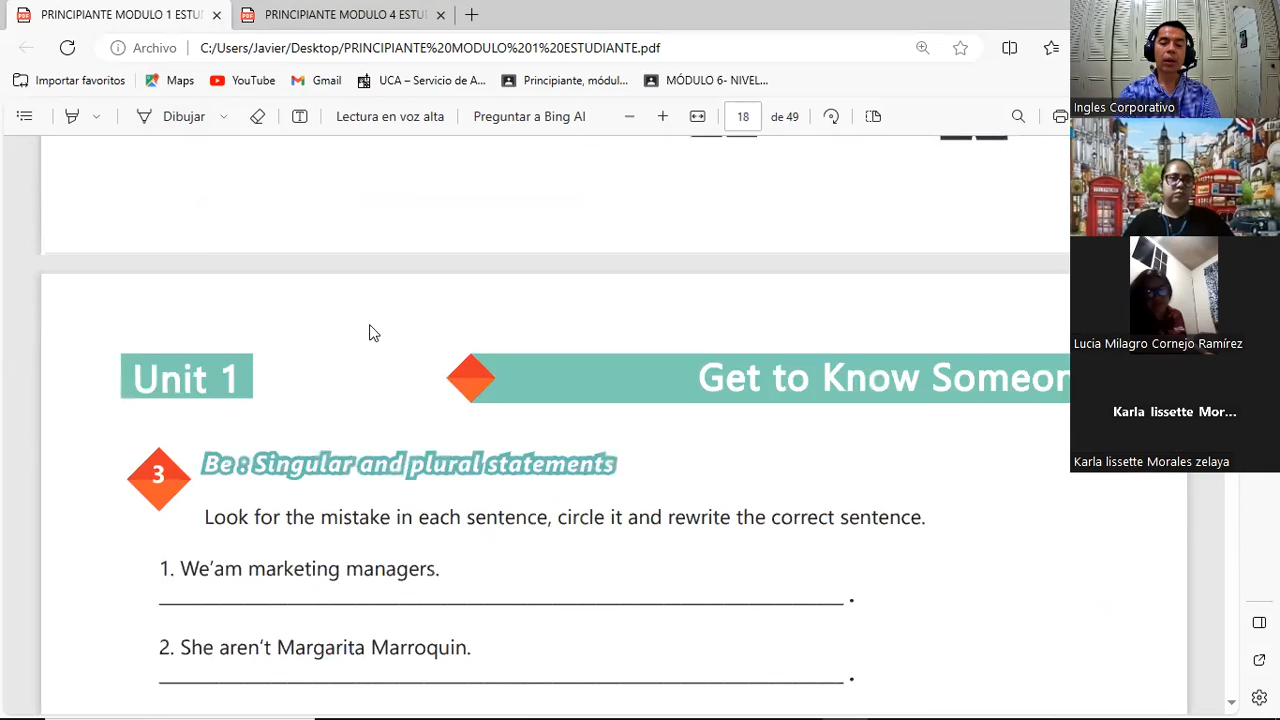 PRINCIPIANTE MODULO 1 ESTU
PRINCIPIANTE MODULO 4 ESTU
Archivo
C:/Users/Javier/Desktop/PRINCIPIANTE%20MODULO%201%20ESTUDIANTE.pdf
Importar favoritos
Maps
YouTube
Gmail
UCA – Servicio de e...
Principiante, módul...
MÓDULO 6- NIVEL...
Dibujar
Lectura en voz alta
Preguntar a Bing AI
18
de 49
Unit 1
Get to Know Someon
3
Be : Singular and plural statements
Look for the mistake in each sentence, circle it and rewrite the correct sentence.
1. We'am marketing managers.
2. She aren't Margarita Marroquin.
Ingles Corporativo
Lucia Milagro Cornejo Ramírez
Karla lissette Mor...
Karla lissette Morales zelaya